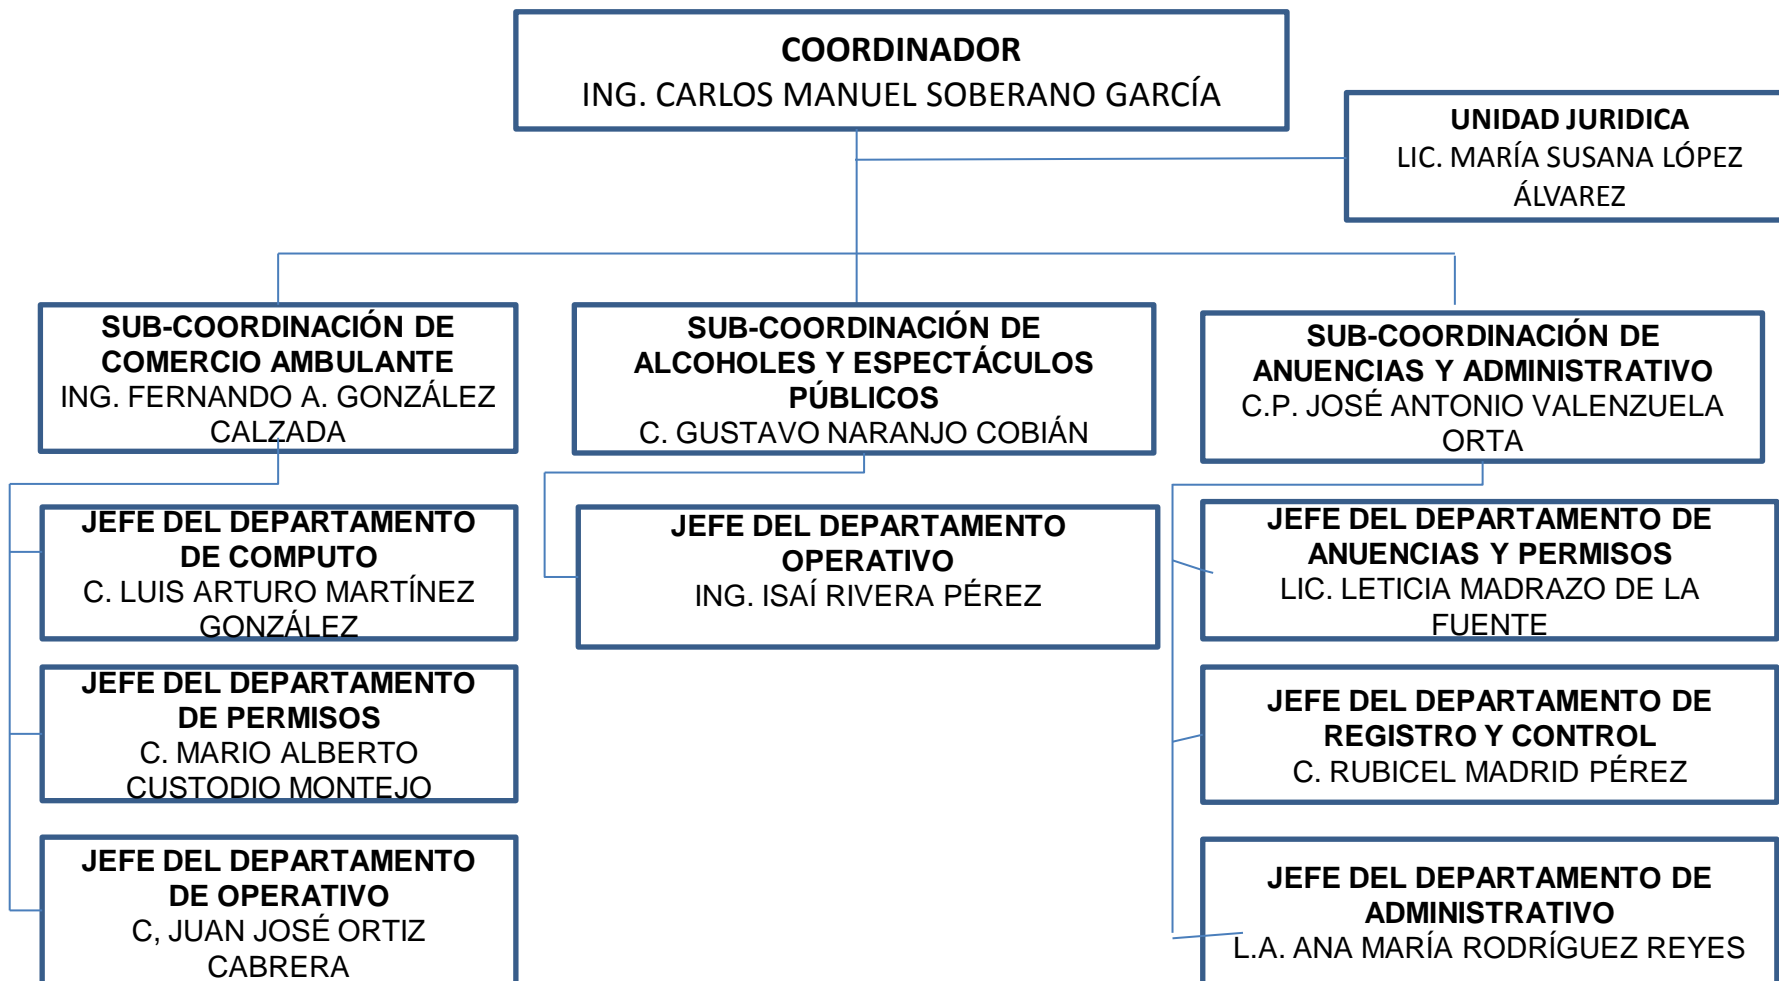 COORDINADOR
ING. CARLOS MANUEL SOBERANO GARCÍA
UNIDAD JURIDICA
LIC. MARÍA SUSANA LÓPEZ
ÁLVAREZ
SUB-COORDINACIÓN DE
COMERCIO AMBULANTE
ING. FERNANDO A. GONZÁLEZ
CALZADA
SUB-COORDINACIÓN DE
ALCOHOLES Y ESPECTÁCULOS
PÚBLICOS
C. GUSTAVO NARANJO COBIÁN
SUB-COORDINACIÓN DE
ANUENCIAS Y ADMINISTRATIVO
C.P. JOSÉ ANTONIO VALENZUELA
ORTA
JEFE DEL DEPARTAMENTO
DE COMPUTO
C. LUIS ARTURO MARTÍNEZ
GONZÁLEZ
JEFE DEL DEPARTAMENTO
OPERATIVO
ING. ISAÍ RIVERA PÉREZ
JEFE DEL DEPARTAMENTO DE
ANUENCIAS Y PERMISOS
LIC. LETICIA MADRAZO DE LA
FUENTE
JEFE DEL DEPARTAMENTO
DE PERMISOS
C. MARIO ALBERTO
CUSTODIO MONTEJO
JEFE DEL DEPARTAMENTO DE
REGISTRO Y CONTROL
C. RUBICEL MADRID PÉREZ
JEFE DEL DEPARTAMENTO
DE OPERATIVO
C, JUAN JOSÉ ORTIZ
CABRERA
JEFE DEL DEPARTAMENTO DE
ADMINISTRATIVO
L.A. ANA MARÍA RODRÍGUEZ REYES